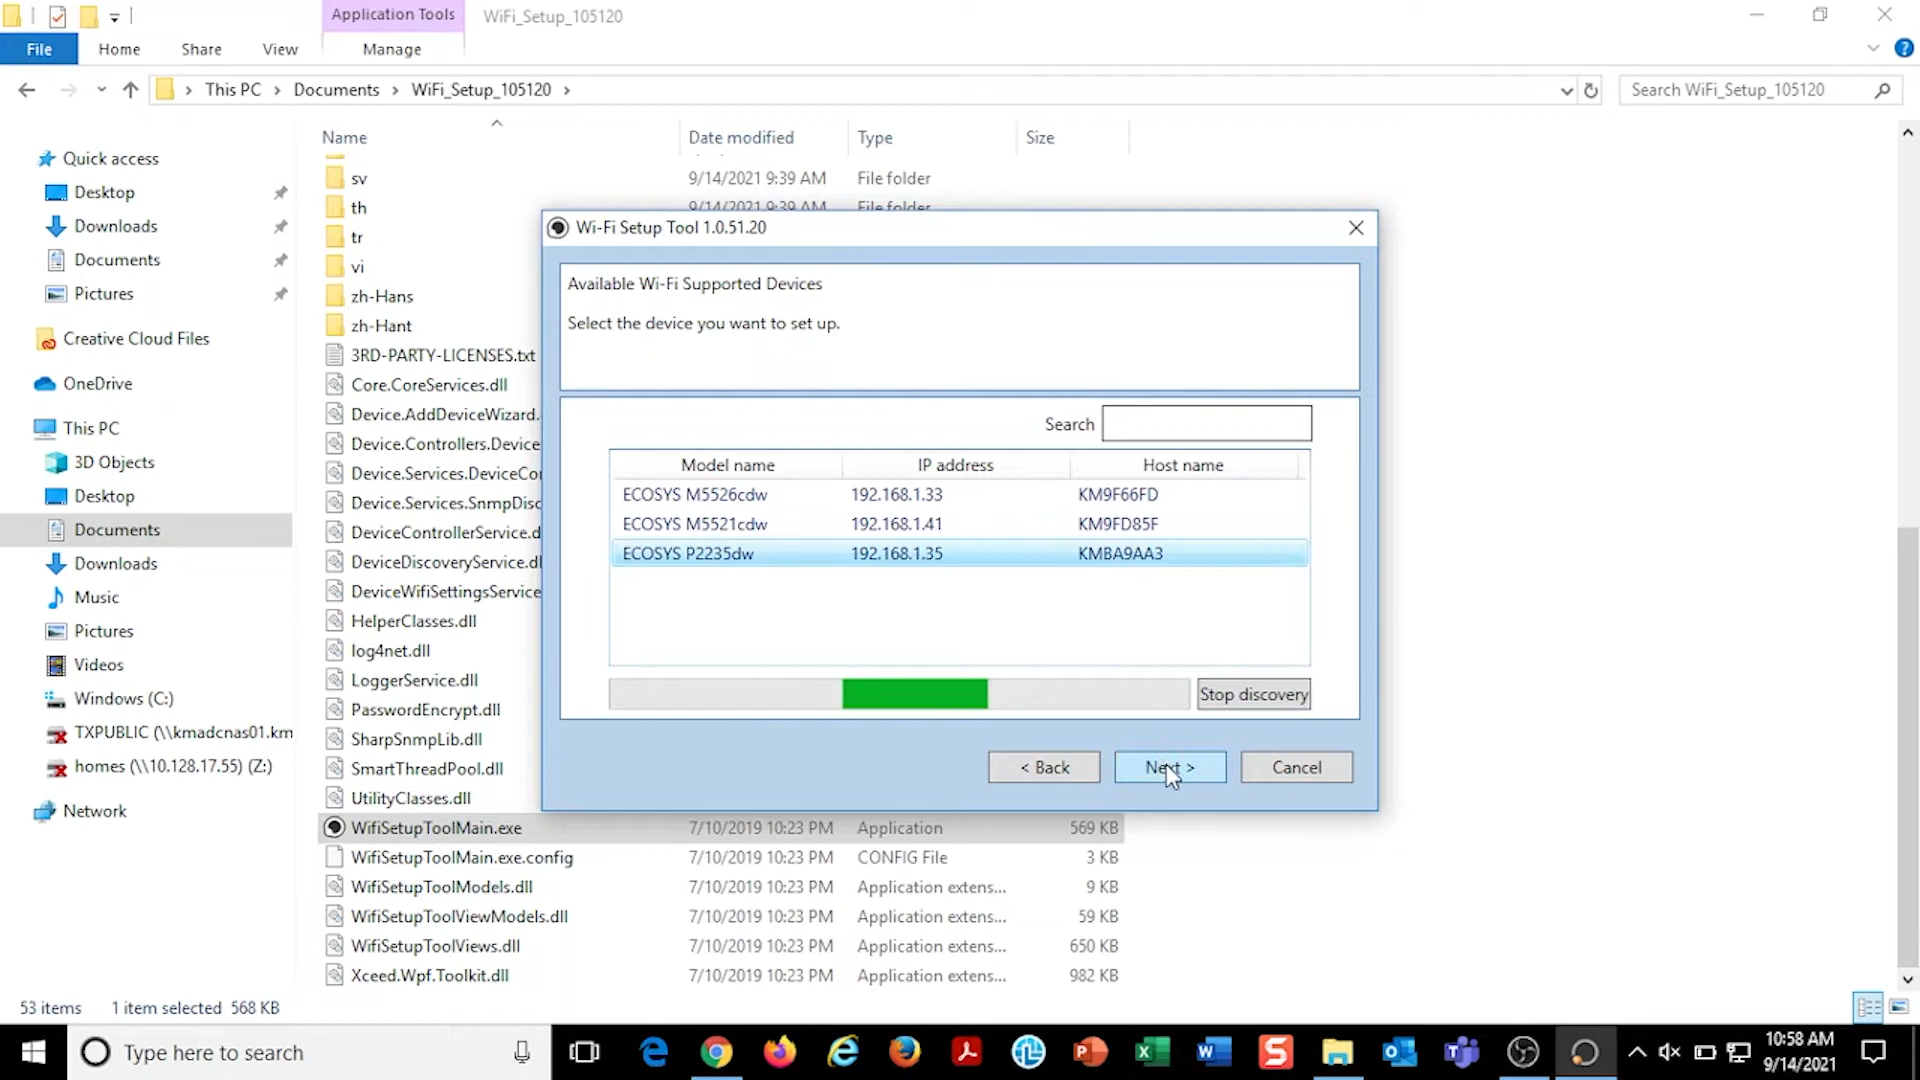 Application Tools
WiFi_Setup_105120
File
Home
Share
View
Manage
This PC
Documents
WiFi_Setup_105120
Search WiFi_Setup_105120
Name
Date modified
Type
Size
Quick access
Desktop
Downloads
Documents
Pictures
Creative Cloud Files
OneDrive
This PC
3D Objects
Desktop
Documents
Downloads
Music
Pictures
Videos
Windows (C:)
TXPUBLIC (\\kmadcnas01.km
homes (\\10.128.17.55) (Z:)
Network
sv 9/14/2021 9:39 AM File folder
th 9/14/2021 9:39 AM File folder
tr
vi
zh-Hans
zh-Hant
3RD-PARTY-LICENSES.txt
Core.CoreServices.dll
Device.AddDeviceWizard.
Device.Controllers.Device
Device.Services.DeviceCor
Device.Services.SnmpDisc
DeviceControllerService.d
DeviceDiscoveryService.dl
DeviceWifiSettingsService
HelperClasses.dll
log4net.dll
LoggerService.dll
PasswordEncrypt.dll
SharpSnmpLib.dll
SmartThreadPool.dll
UtilityClasses.dll
WifiSetupToolMain.exe 7/10/2019 10:23 PM Application 569 KB
WifiSetupToolMain.exe.config 7/10/2019 10:23 PM CONFIG File 3 KB
WifiSetupToolModels.dll 7/10/2019 10:23 PM Application extens... 9 KB
WifiSetupToolViewModels.dll 7/10/2019 10:23 PM Application extens... 59 KB
WifiSetupToolViews.dll 7/10/2019 10:23 PM Application extens... 650 KB
Xceed.Wpf.Toolkit.dll 7/10/2019 10:23 PM Application extens... 982 KB
Wi-Fi Setup Tool 1.0.51.20
Available Wi-Fi Supported Devices
Select the device you want to set up.
Search
Model name IP address Host name
ECOSYS M5526cdw 192.168.1.33 KM9F66FD
ECOSYS M5521cdw 192.168.1.41 KM9FD85F
ECOSYS P2235dw 192.168.1.35 KMBA9AA3
Stop discovery
< Back
Next >
Cancel
53 items 1 item selected 568 KB
Type here to search
10:58 AM
9/14/2021